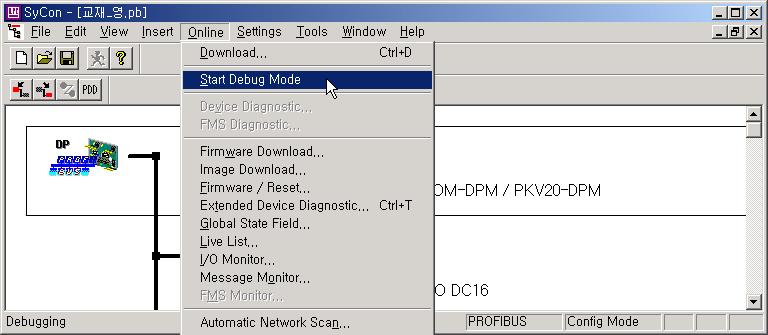 SyCon - [교재_영.pb]
File Edit View Insert Online Settings Tools Window Help
Download... Ctrl+D
Start Debug Mode
PDD
Device Diagnostic...
FMS Diagnostic...
DP
Firmware Download...
Image Download...
Firmware / Reset...
OM-DPM / PKV20-DPM
Extended Device Diagnostic... Ctrl+T
Global State Field...
Live List...
I/O Monitor...
Message Monitor...
O DC16
FMS Monitor...
Automatic Network Scan...
Debugging PROFIBUS Config Mode